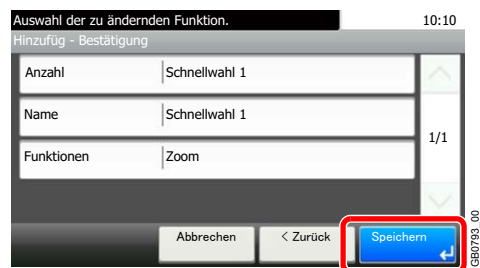 Auswahl der zu ändernden Funktion. 10:10
Hinzufüg - Bestätigung
Anzahl Schnellwahl 1
Name Schnellwahl 1
1/1
Funktionen Zoom
Abbrechen < Zurück Speichern
GB0793_00